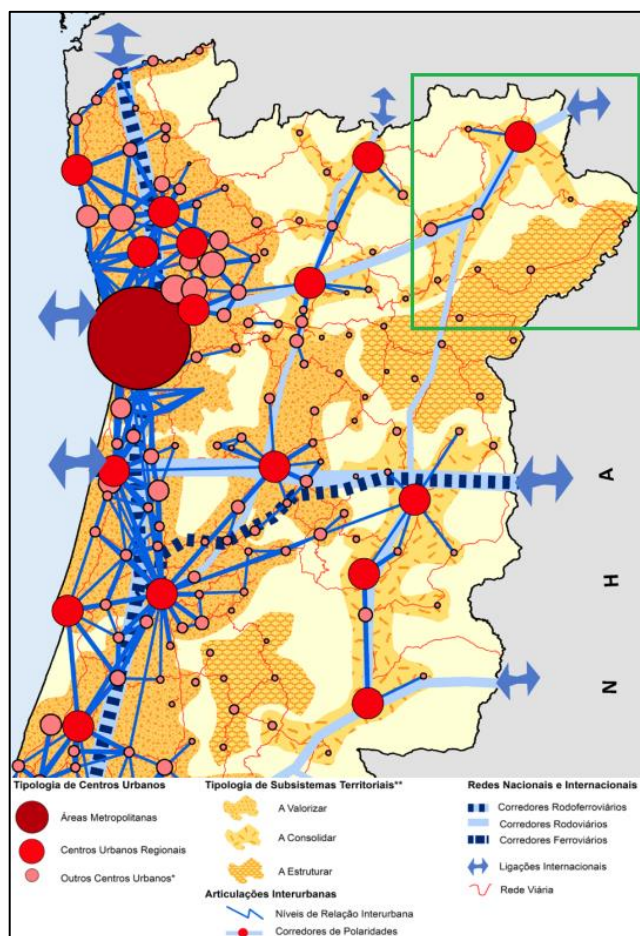 A
H
N
Tipologia de Centros Urbanos
Áreas Metropolitanas
Centros Urbanos Regionais
Outros Centros Urbanos*
Tipologia de Subsistemas Territoriais**
A Valorizar
A Consolidar
A Estruturar
Articulações Interurbanas
Níveis de Relação Interurbana
Corredores de Polaridades
Redes Nacionais e Internacionais
Corredores Rodoferroviários
Corredores Rodoviários
Corredores Ferroviários
Ligações Internacionais
Rede Viária